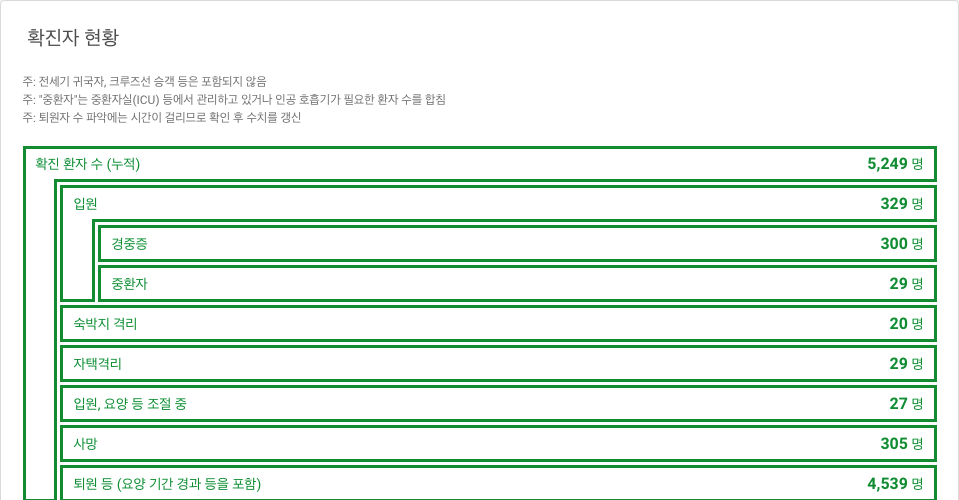 확진자 현황
주: 전세기 귀국자, 크루즈선 승객 등은 포함되지 않음
주: "중환자"는 중환자실(ICU) 등에서 관리하고 있거나 인공 호흡기가 필요한 환자 수를 합침
주: 퇴원자 수 파악에는 시간이 걸리므로 확인 후 수치를 갱신
확진 환자 수 (누적) 5,249 명
입원 329 명
경중증 300 명
중환자 29 명
숙박지 격리 20 명
자택격리 29 명
입원, 요양 등 조절 중 27 명
사망 305 명
퇴원 등 (요양 기간 경과 등을 포함) 4,539 명